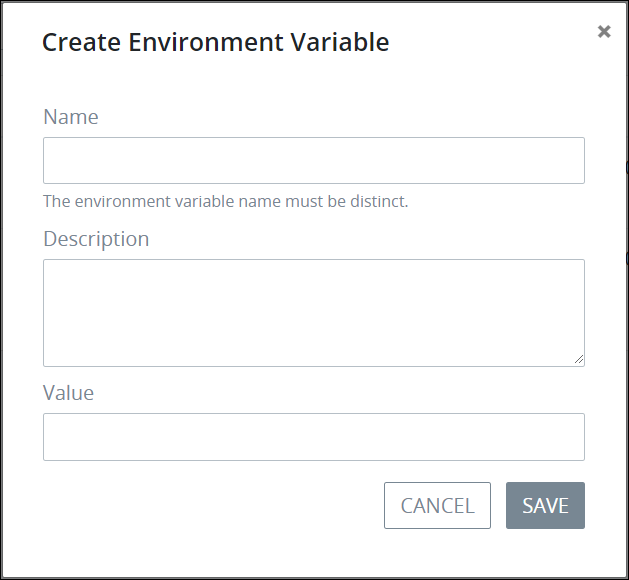 Create Environment Variable
Name
The environment variable name must be distinct.
Description
Value
CANCEL SAVE